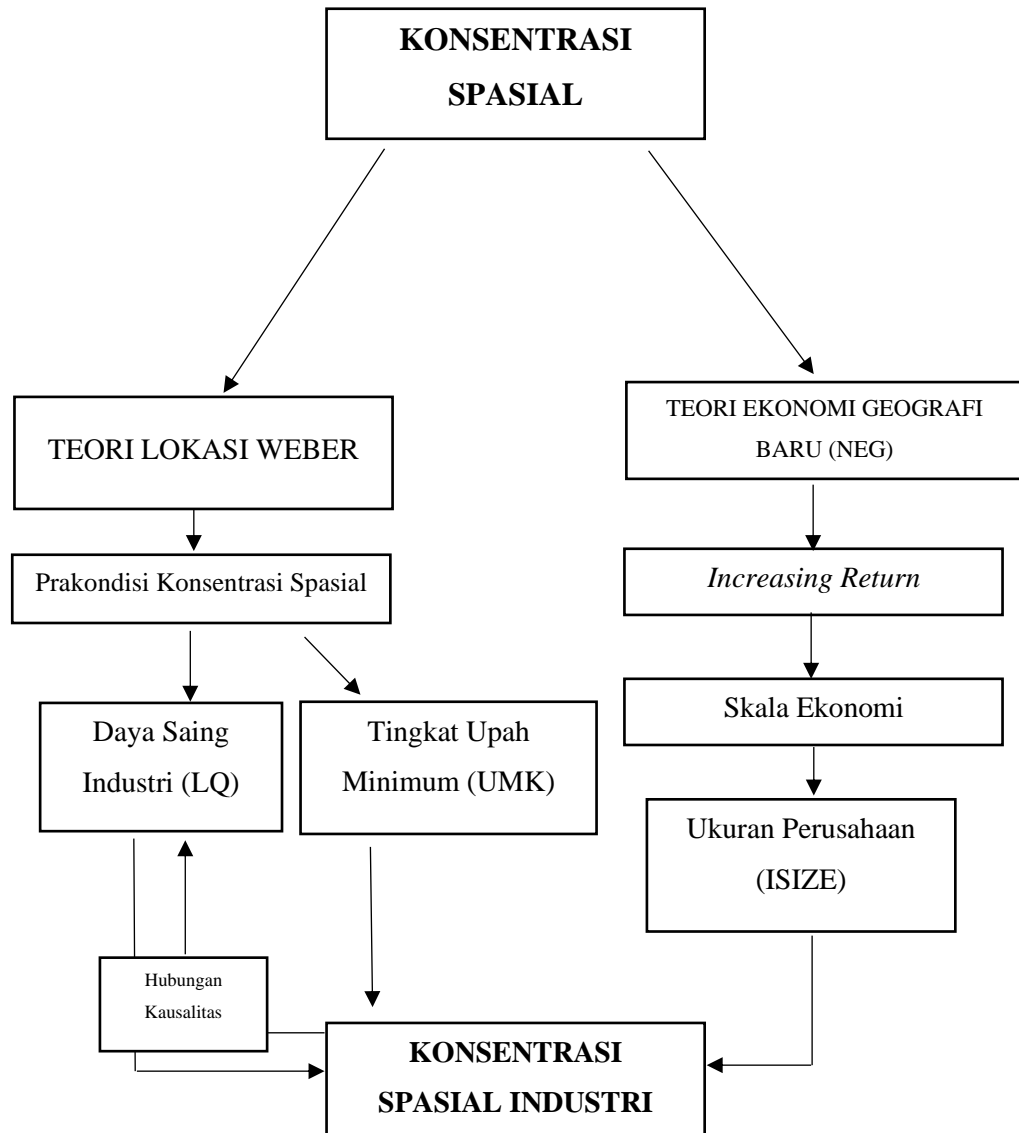 KONSENTRASI
SPASIAL
TEORI LOKASI WEBER
TEORI EKONOMI GEOGRAFI
BARU (NEG)
Prakondisi Konsentrasi Spasial
Increasing Return
Daya Saing
Industri (LQ)
Tingkat Upah
Minimum (UMK)
Skala Ekonomi
Ukuran Perusahaan
(ISIZE)
Hubungan
Kausalitas
KONSENTRASI
SPASIAL INDUSTRI